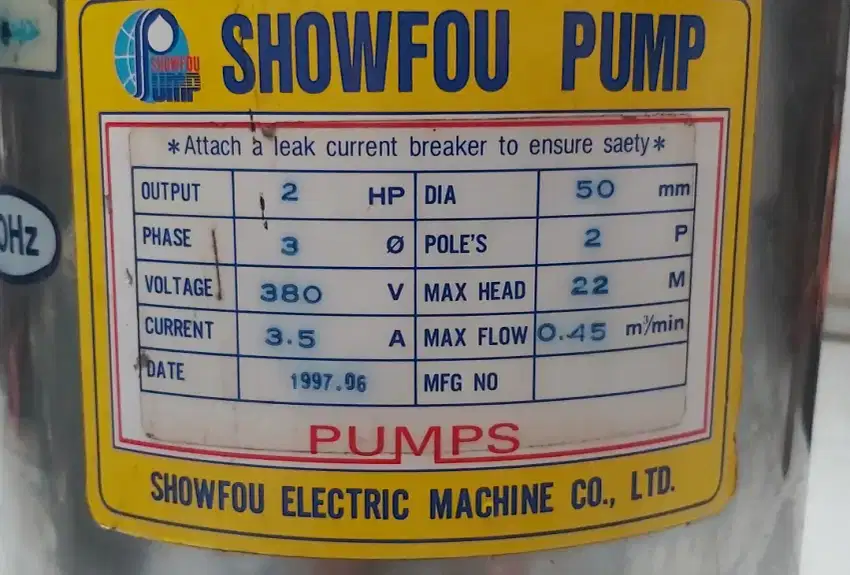 SHOWFOU PUMP
SHOWFOU PUMP
*Attach a leak current breaker to ensure saety*
OUTPUT 2 HP DIA 50 mm
PHASE 3 Ø POLE'S 2 P
VOLTAGE 380 V MAX HEAD 22 M
CURRENT 3.5 A MAX FLOW 0.45 m³/min
DATE 1997.06 MFG NO
PUMPS
SHOWFOU ELECTRIC MACHINE CO., LTD.
Hz